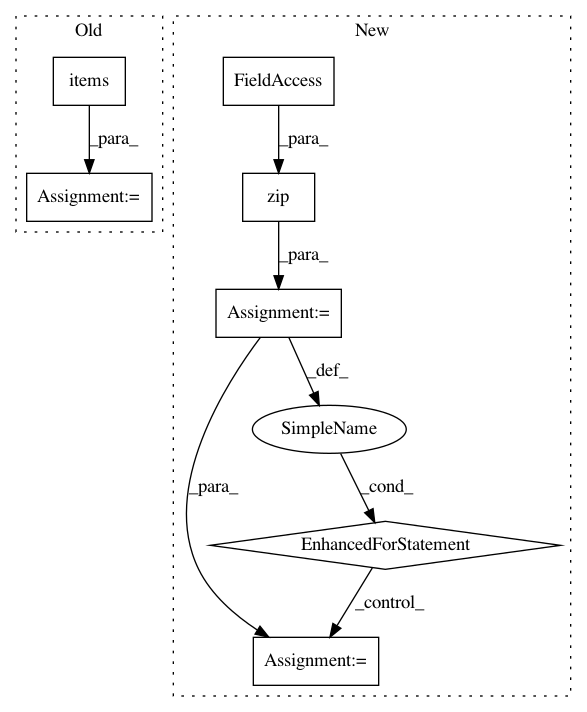 Old
New
items
FieldAccess
_para_
_para_
Assignment:=
zip
_para_
Assignment:=
_def_
SimpleName
_para_
_cond_
EnhancedForStatement
_control_
Assignment:=